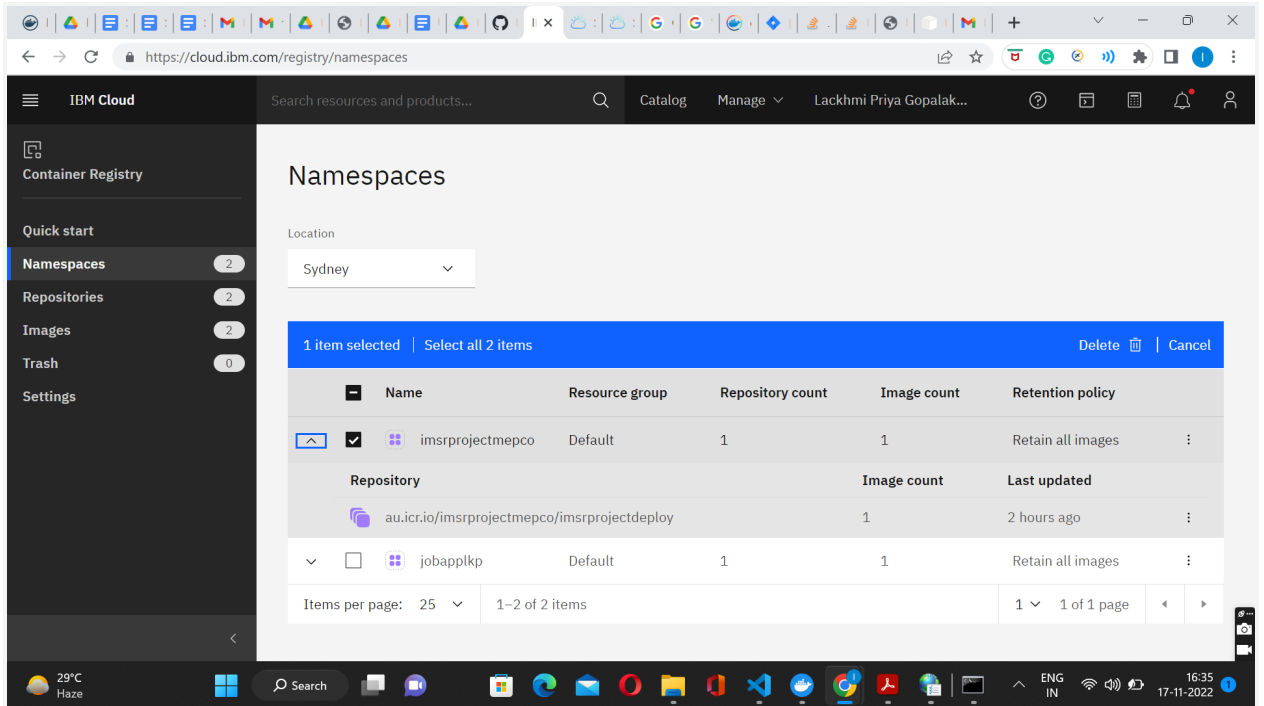 https://cloud.ibm.com/registry/namespaces
IBM Cloud
Search resources and products...
Catalog
Manage
Lackhmi Priya Gopalak...
Container Registry
Quick start
Namespaces 2
Repositories 2
Images 2
Trash 0
Settings
Namespaces
Location
Sydney
1 item selected | Select all 2 items
Delete | Cancel
Name Resource group Repository count Image count Retention policy
imsrprojectmepco Default 1 1 Retain all images
Repository Image count Last updated
au.icr.io/imsrprojectmepco/imsrprojectdeploy 1 2 hours ago
jobapplkp Default 1 1 Retain all images
Items per page: 25 1–2 of 2 items 1 1 of 1 page
29°C
Haze
Search
ENG
IN
16:35
17-11-2022
1